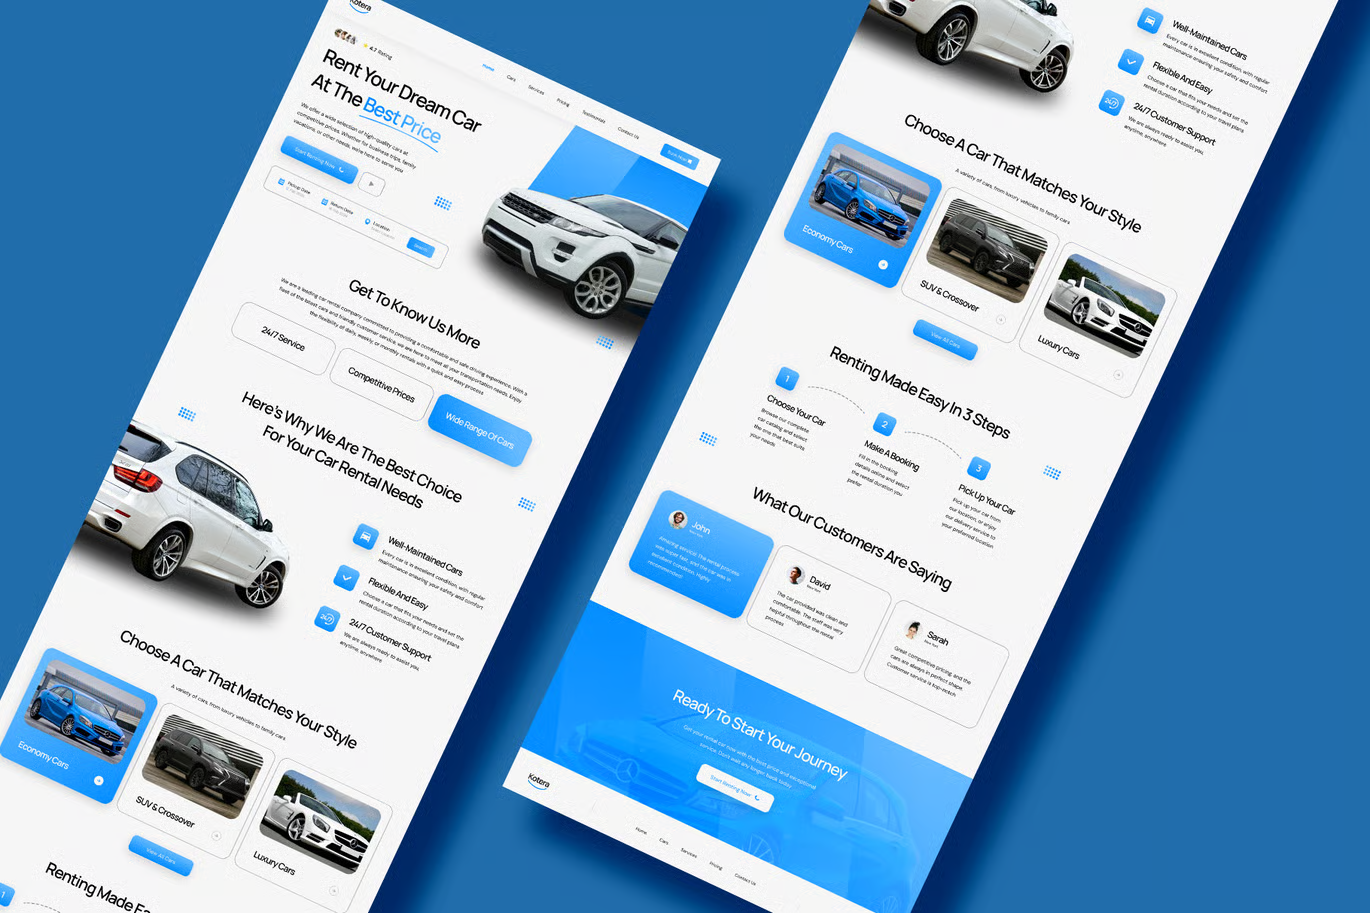 Kotera
4.7 Rating
Home
Cars
Services
Pricing
Testimonials
Contact Us
Book Now
Rent Your Dream Car
At The Best Price
We offer a wide selection of high-quality cars at
competitive prices. Whether for business trips, family
vacations, or other needs, we're here to serve you
Start Renting Now
Pickup Date
Return Date
Location
Search
Get To Know Us More
We are a leading car rental company committed to providing a comfortable and safe driving experience. With a
fleet of the latest cars and friendly customer service, we are here to meet all your transportation needs. Enjoy
the flexibility of daily, weekly, or monthly rentals with a quick and easy process
24/7 Service
Competitive Prices
Wide Range Of Cars
Here's Why We Are The Best Choice
For Your Car Rental Needs
Well-Maintained Cars
Every car is in excellent condition, with regular
maintenance ensuring your safety and comfort
Flexible And Easy
Choose a car that fits your needs and set the
rental duration according to your travel plans
24/7
24/7 Customer Support
We are always ready to assist you,
anytime, anywhere
Choose A Car That Matches Your Style
A variety of cars, from luxury vehicles to family cars
Economy Cars
SUV & Crossover
Luxury Cars
View All Cars
Renting Made Ea
1
Well-Maintained Cars
Every car is in excellent condition, with regular
maintenance ensuring your safety and comfort
Flexible And Easy
Choose a car that fits your needs and set the
rental duration according to your travel plans
24/7
24/7 Customer Support
We are always ready to assist you,
anytime, anywhere
Choose A Car That Matches Your Style
A variety of cars, from luxury vehicles to family cars
Economy Cars
SUV & Crossover
Luxury Cars
View All Cars
Renting Made Easy In 3 Steps
1
Choose Your Car
Browse our complete
car catalog and select
the one that best suits
your needs
2
Make A Booking
Fill in the booking
details online and select
the rental duration you
prefer
3
Pick Up Your Car
Pick up your car from
our location, or enjoy
our delivery service to
your preferred location
What Our Customers Are Saying
John
New York
Amazing service! The rental process
was super fast, and the car was in
excellent condition. Highly
recommended!
David
New York
The car provided was clean and
comfortable. The staff was very
helpful throughout the rental
process
Sarah
New York
Great competitive pricing, and the
cars are always in perfect shape.
Customer service is top-notch
Ready To Start Your Journey
Get your rental car now with the best price and exceptional
service. Don't wait any longer, book today
Start Renting Now
Kotera
Home
Cars
Services
Pricing
Contact Us